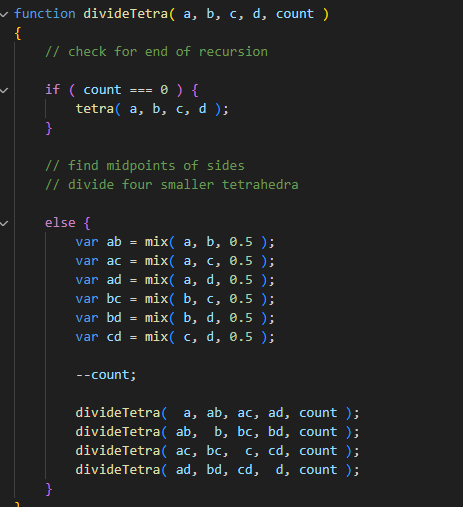 function divideTetra( a, b, c, d, count )
{
    // check for end of recursion

    if ( count === 0 ) {
        tetra( a, b, c, d );
    }

    // find midpoints of sides
    // divide four smaller tetrahedra

    else {
        var ab = mix( a, b, 0.5 );
        var ac = mix( a, c, 0.5 );
        var ad = mix( a, d, 0.5 );
        var bc = mix( b, c, 0.5 );
        var bd = mix( b, d, 0.5 );
        var cd = mix( c, d, 0.5 );

        --count;

        divideTetra(  a, ab, ac, ad, count );
        divideTetra( ab,  b, bc, bd, count );
        divideTetra( ac, bc,  c, cd, count );
        divideTetra( ad, bd, cd,  d, count );
    }
}